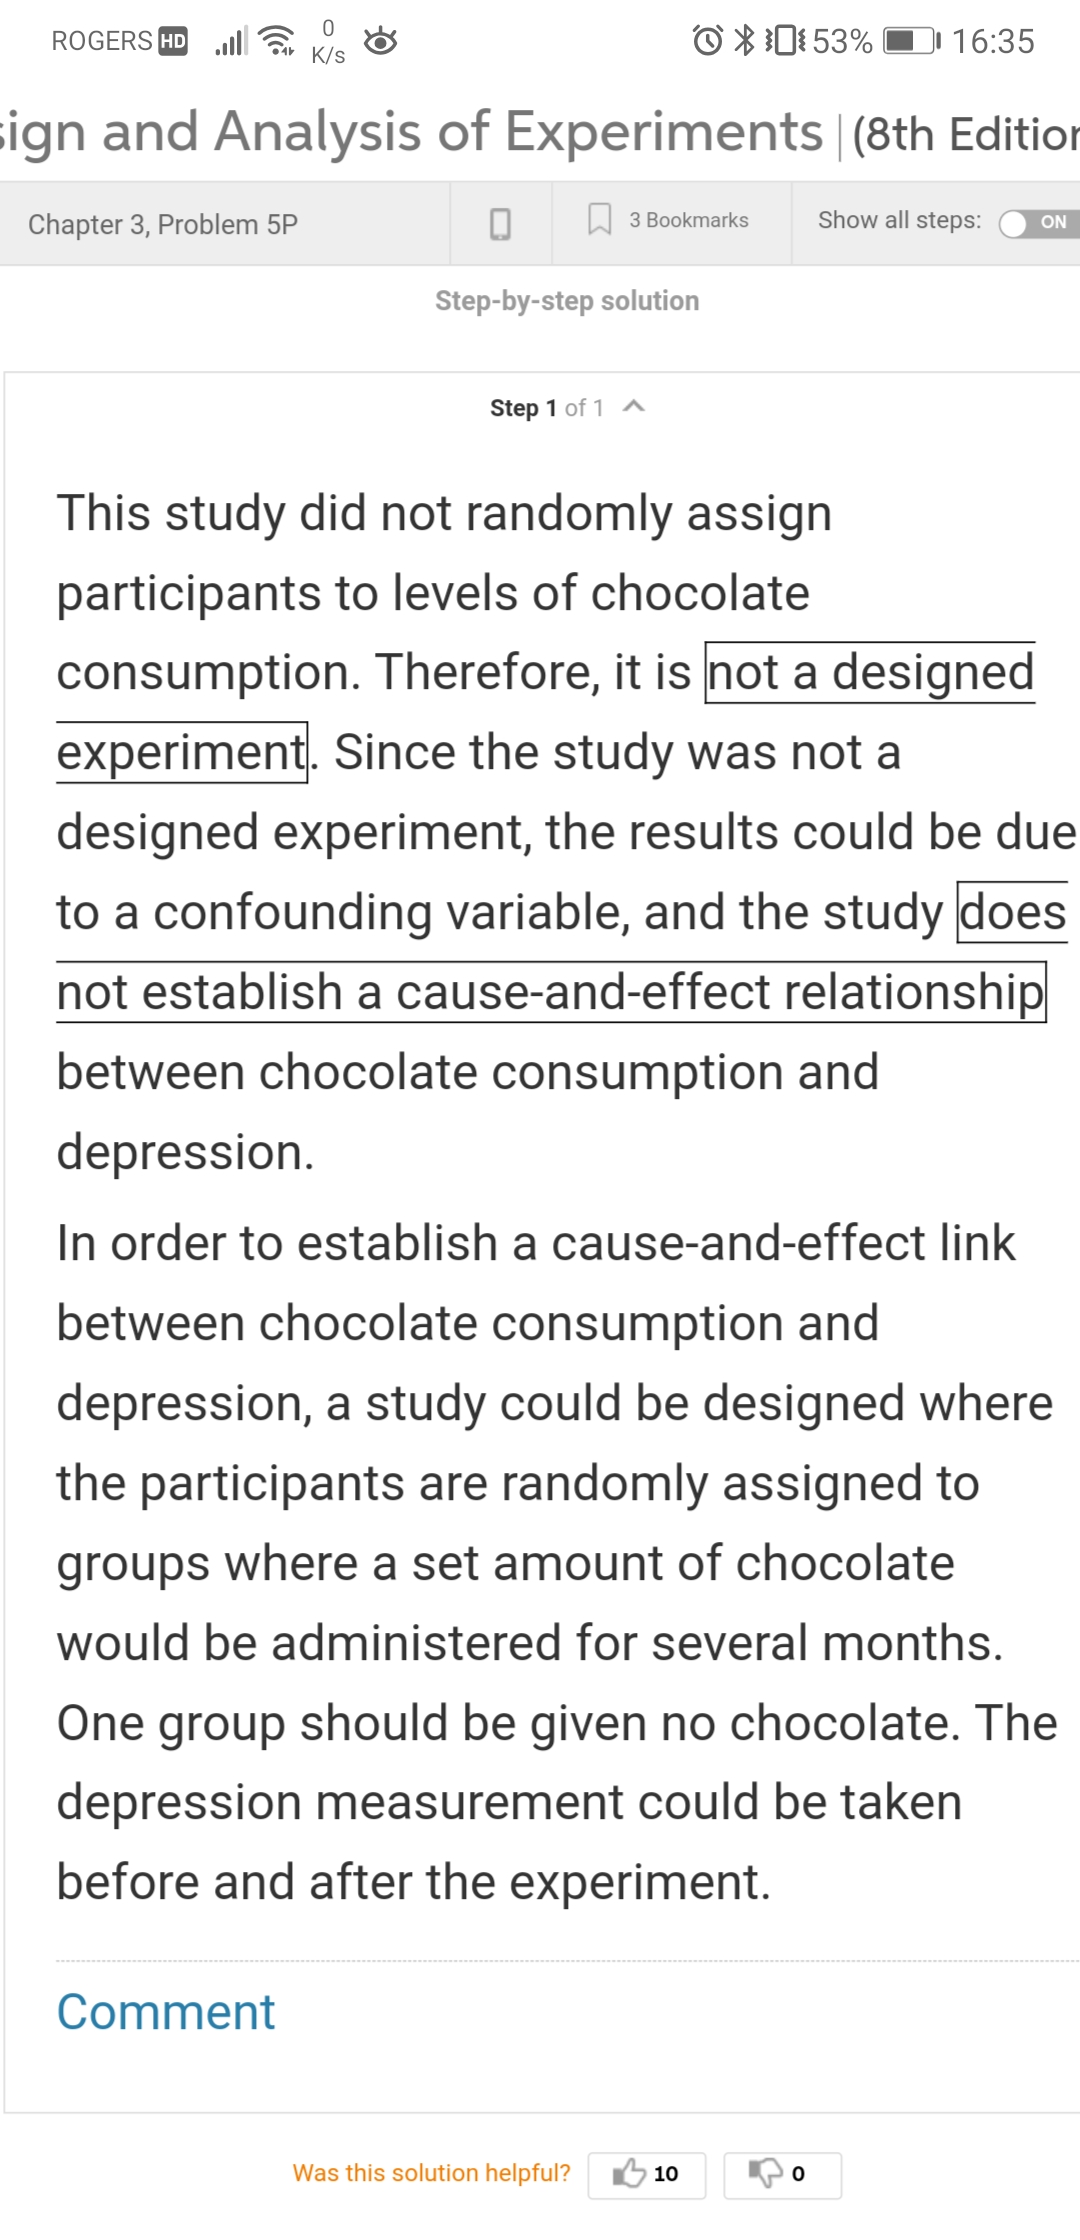 ROGERS HD 0 K/s 53% 16:35
sign and Analysis of Experiments | (8th Edition
Chapter 3, Problem 5P 3 Bookmarks Show all steps: ON
Step-by-step solution
Step 1 of 1
This study did not randomly assign
participants to levels of chocolate
consumption. Therefore, it is not a designed
experiment. Since the study was not a
designed experiment, the results could be due
to a confounding variable, and the study does
not establish a cause-and-effect relationship
between chocolate consumption and
depression.
In order to establish a cause-and-effect link
between chocolate consumption and
depression, a study could be designed where
the participants are randomly assigned to
groups where a set amount of chocolate
would be administered for several months.
One group should be given no chocolate. The
depression measurement could be taken
before and after the experiment.
Comment
Was this solution helpful? 10 0